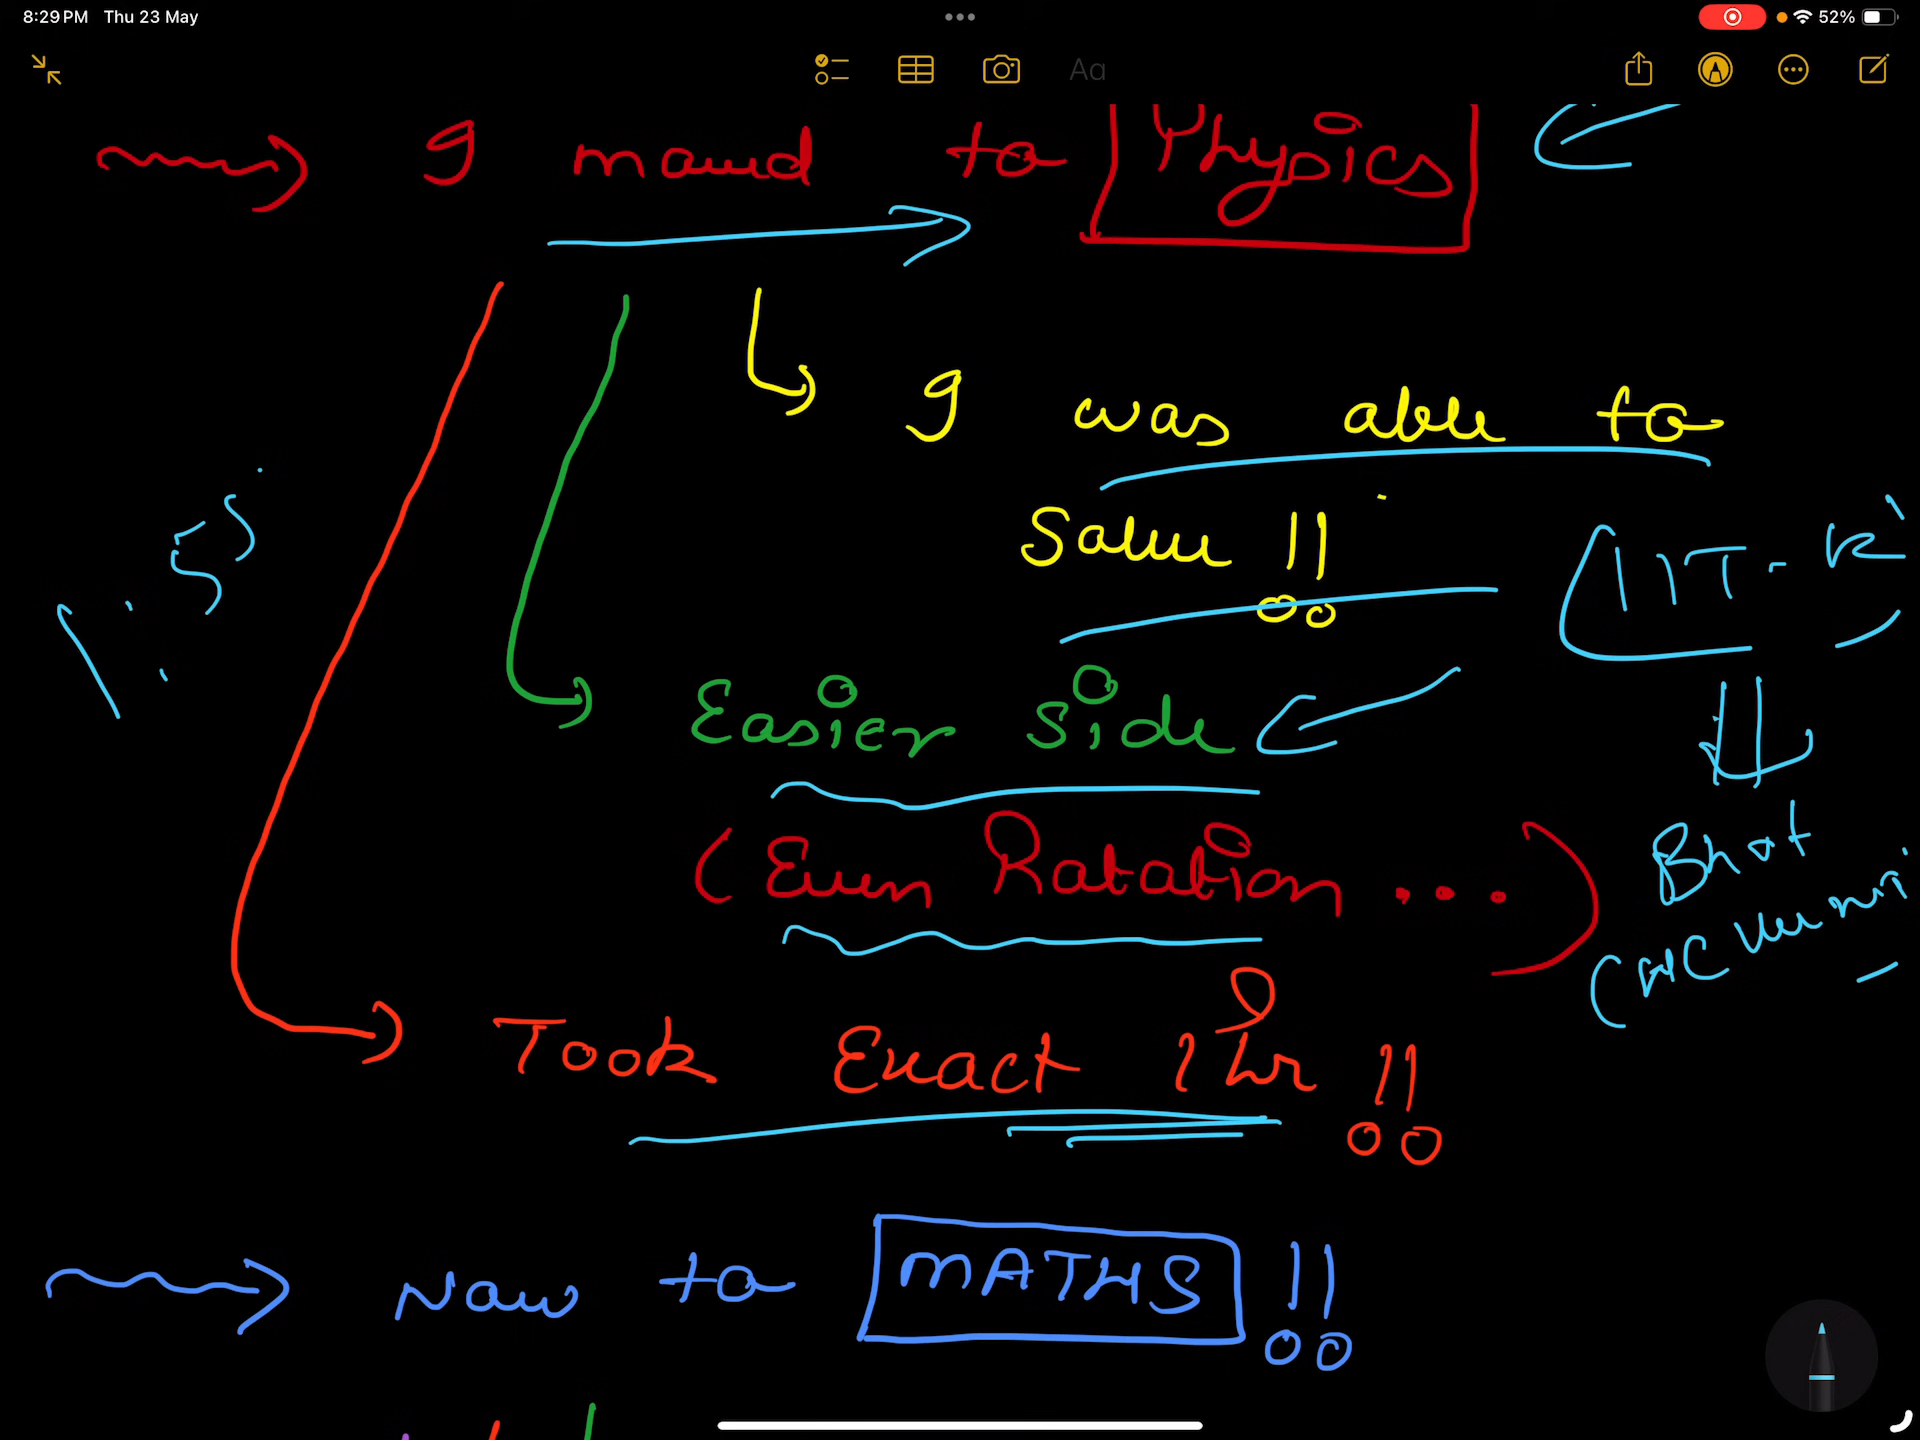 8:29 PM Thu 23 May
52%
Aa
I moved to Physics
I was able to
Solve !!
IIT-K
Easier Side
(Even Rotation ...)
Bhot
Took Exact 1 hr !!
Now to MATHS !!